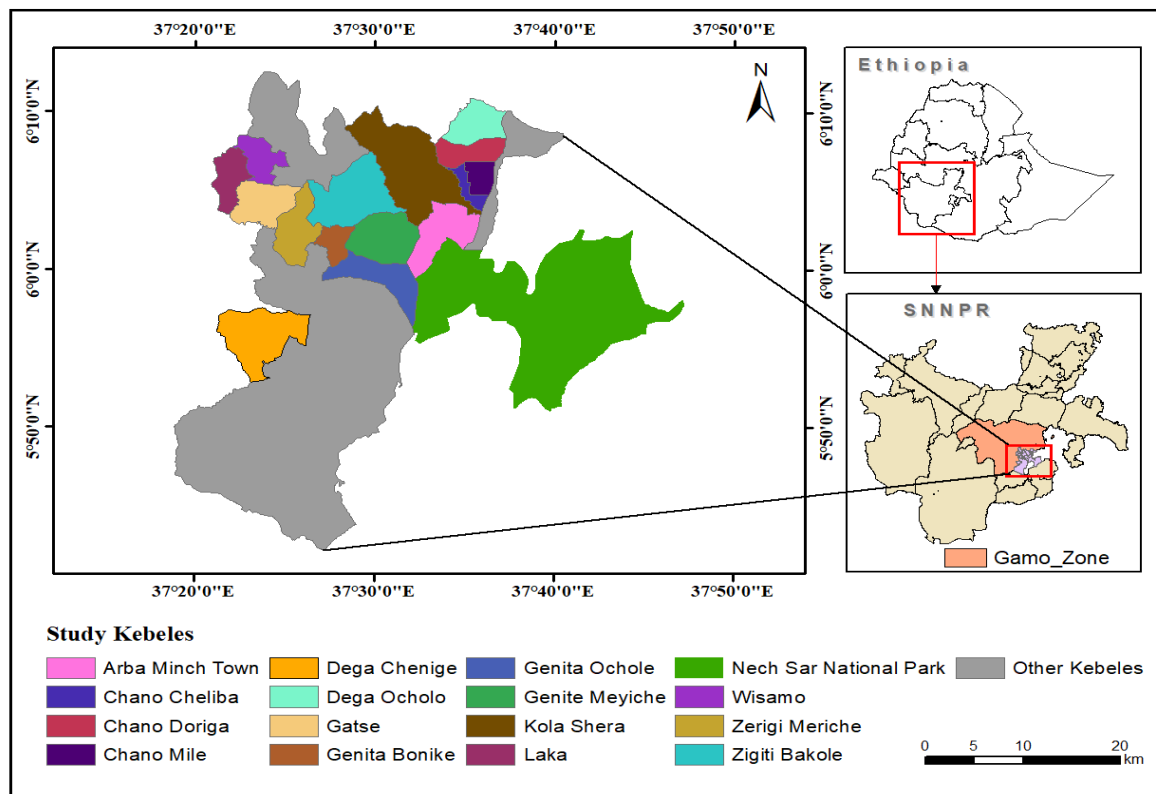 37°20'0"E 37°30'0"E 37°40'0"E 37°50'0"E
N
6°10'0"N
6°0'0"N
5°50'0"N
6°10'0"N
6°0'0"N
5°50'0"N
37°20'0"E 37°30'0"E 37°40'0"E 37°50'0"E
Ethiopia
SNNPR
Gamo_Zone
Study Kebeles
Arba Minch Town
Chano Cheliba
Chano Doriga
Chano Mile
Dega Chenige
Dega Ocholo
Gatse
Genita Bonike
Genita Ochole
Genite Meyiche
Kola Shera
Laka
Nech Sar National Park
Wisamo
Zerigi Meriche
Zigiti Bakole
Other Kebeles
0 5 10 20
km